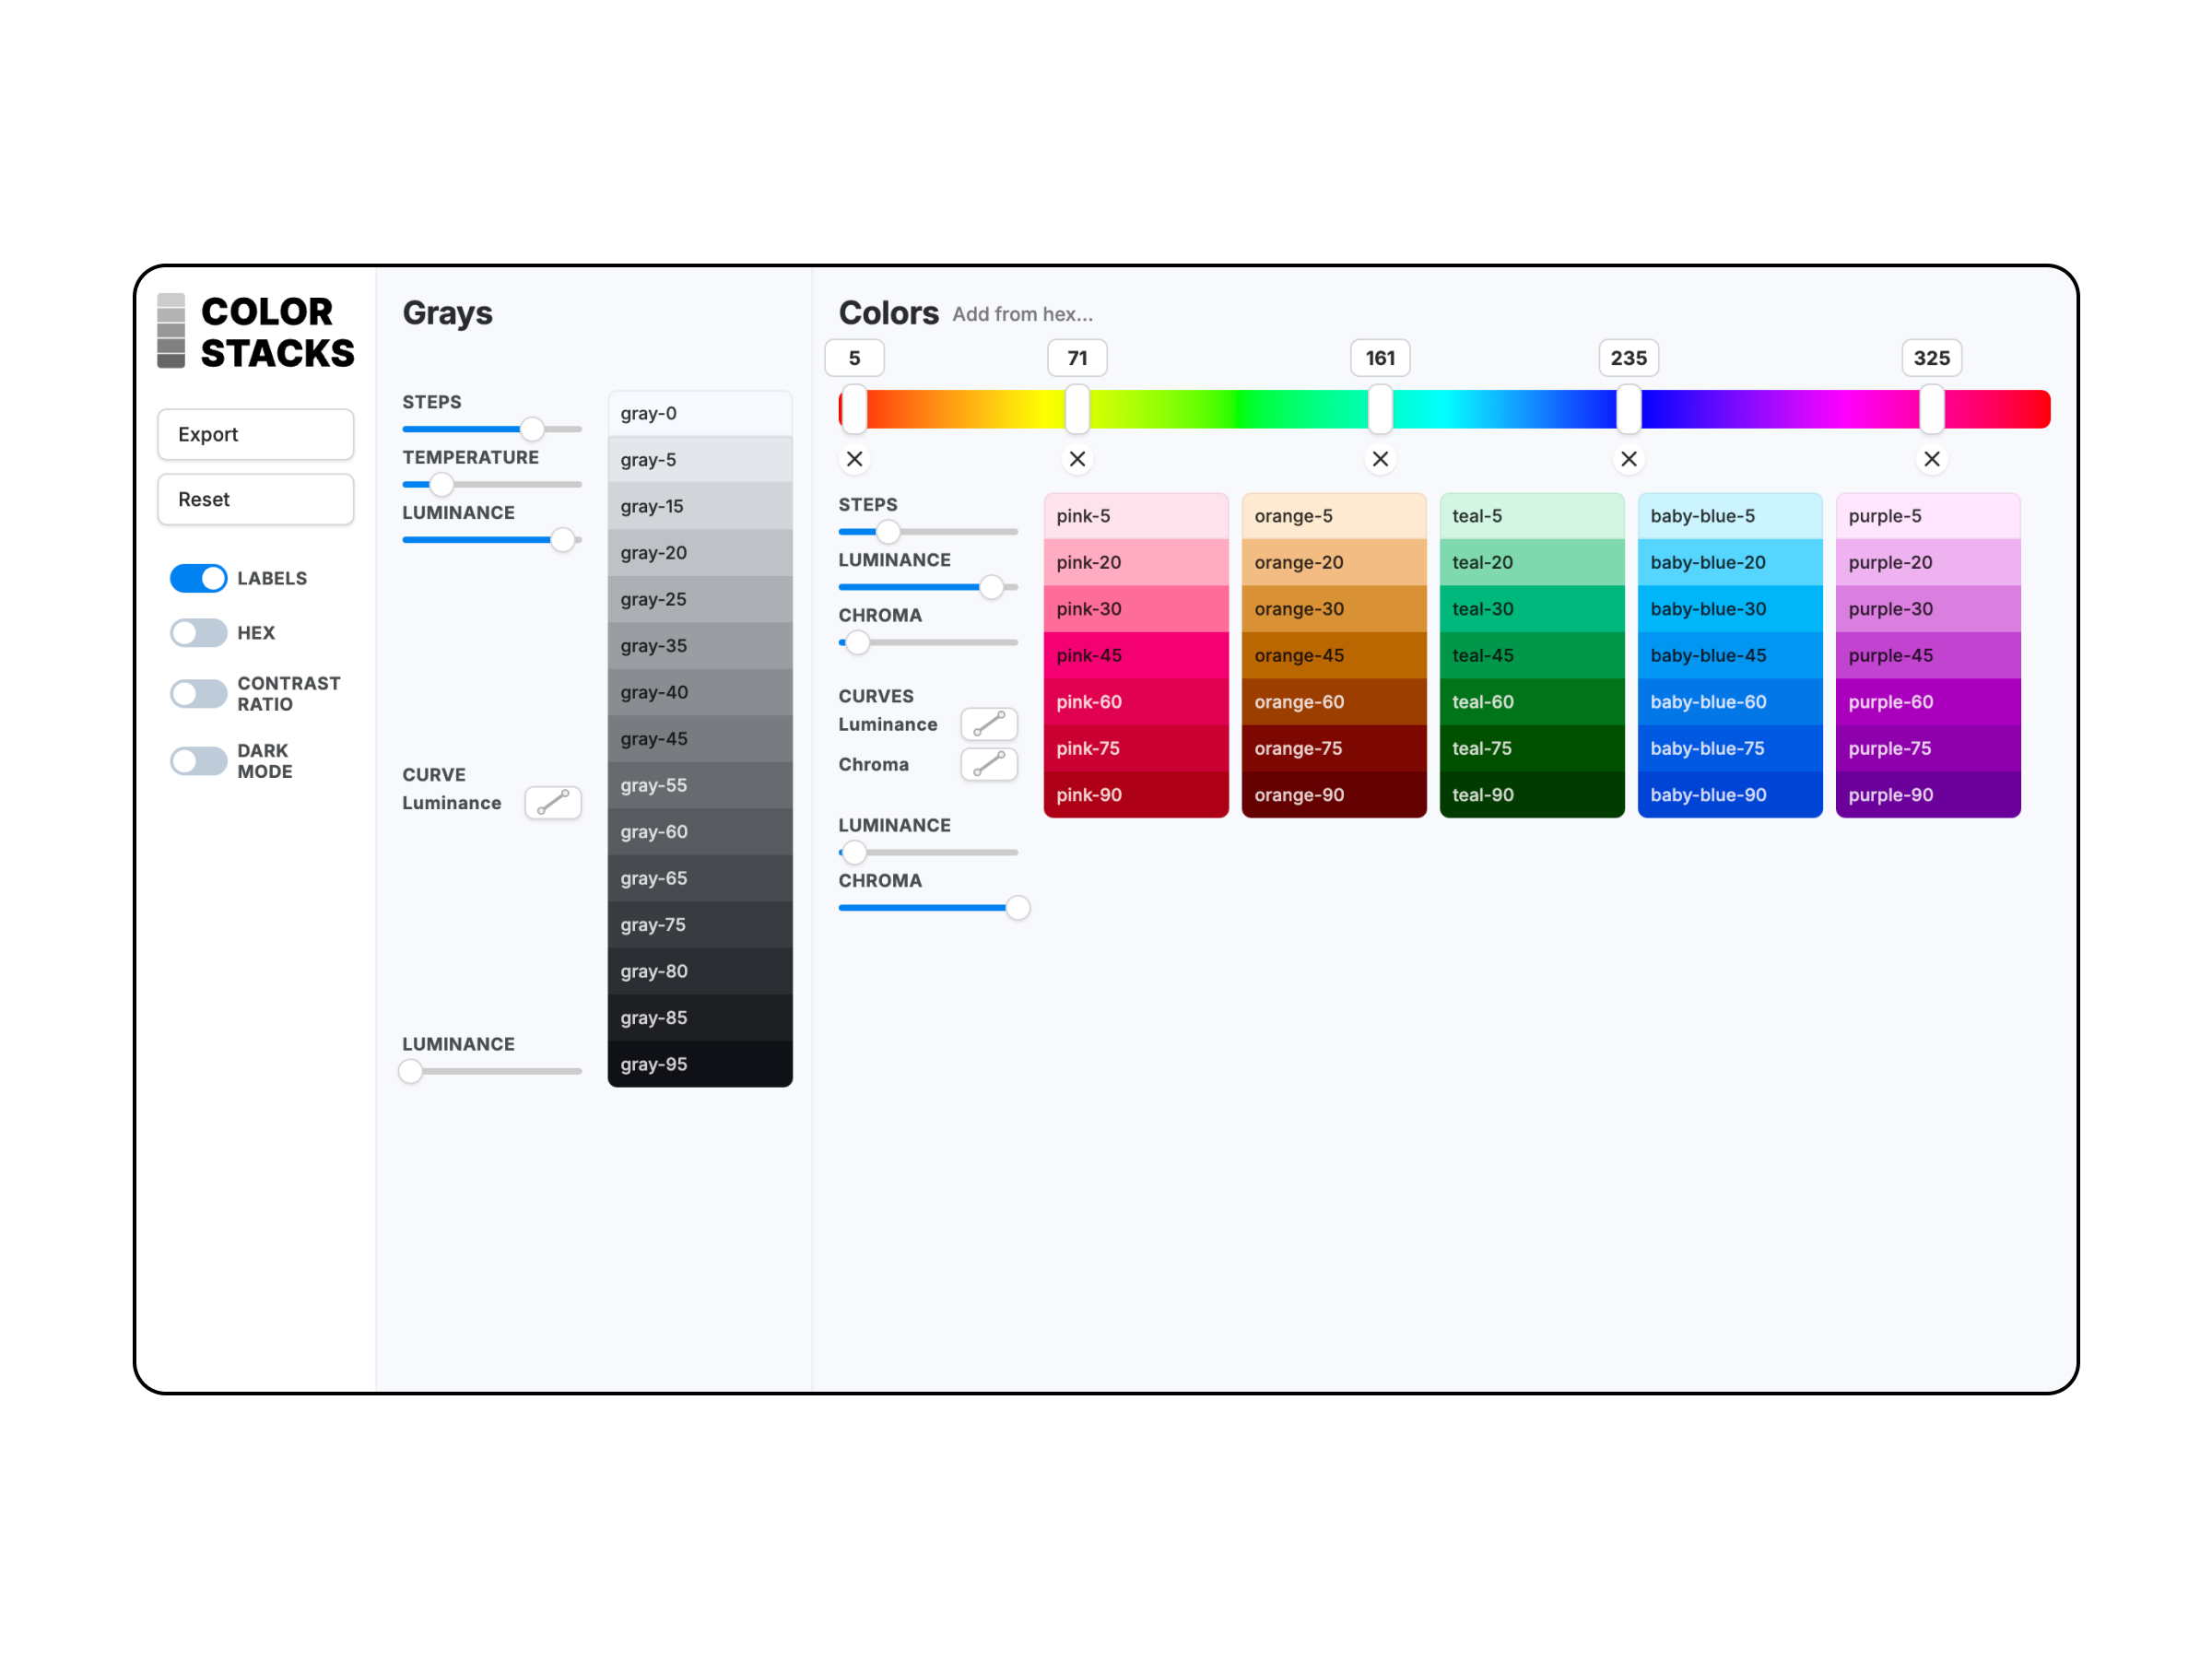 COLOR
STACKS
Export
Reset
LABELS
HEX
CONTRAST
RATIO
DARK
MODE
Grays
STEPS
TEMPERATURE
LUMINANCE
CURVE
Luminance
LUMINANCE
gray-0
gray-5
gray-15
gray-20
gray-25
gray-35
gray-40
gray-45
gray-55
gray-60
gray-65
gray-75
gray-80
gray-85
gray-95
Colors Add from hex...
5 71 161 235 325
STEPS
LUMINANCE
CHROMA
CURVES
Luminance
Chroma
LUMINANCE
CHROMA
pink-5
pink-20
pink-30
pink-45
pink-60
pink-75
pink-90
orange-5
orange-20
orange-30
orange-45
orange-60
orange-75
orange-90
teal-5
teal-20
teal-30
teal-45
teal-60
teal-75
teal-90
baby-blue-5
baby-blue-20
baby-blue-30
baby-blue-45
baby-blue-60
baby-blue-75
baby-blue-90
purple-5
purple-20
purple-30
purple-45
purple-60
purple-75
purple-90